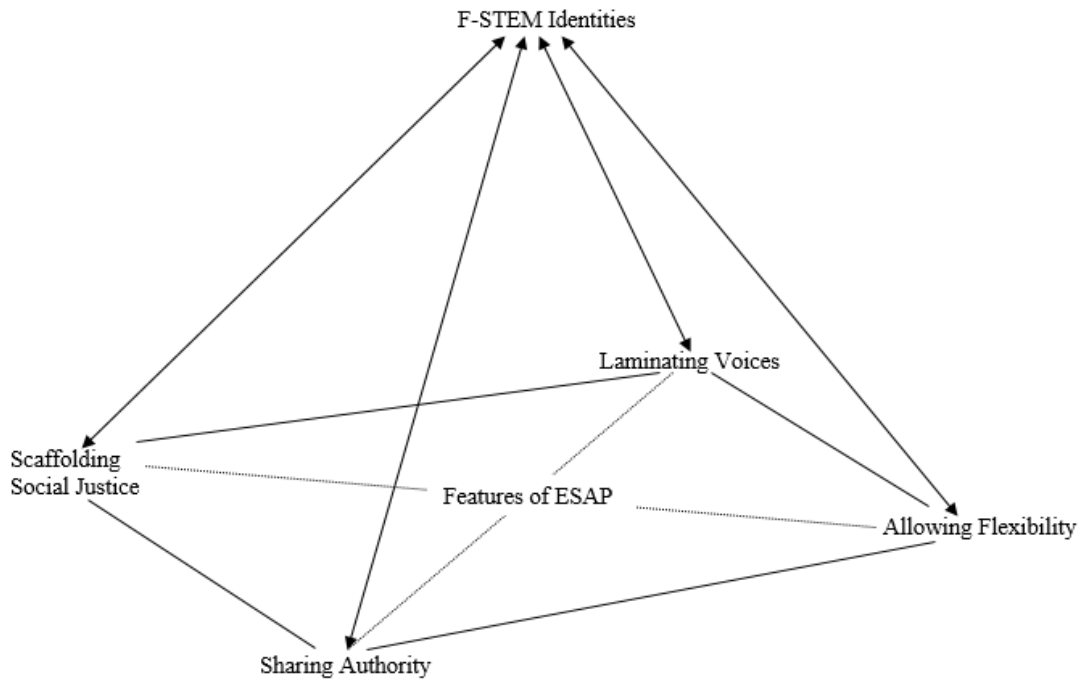 F-STEM Identities
Laminating Voices
Scaffolding
Social Justice
Features of ESAP
Allowing Flexibility
Sharing Authority